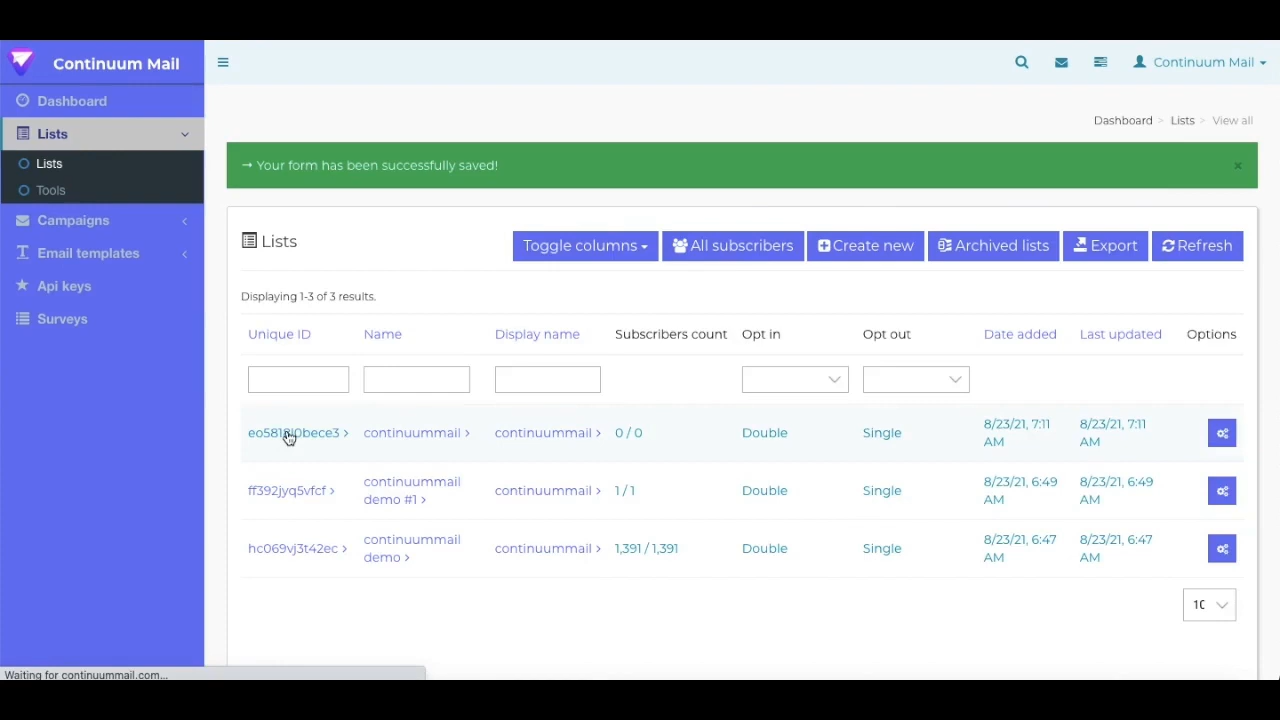 Continuum Mail
Continuum Mail
Dashboard
Lists
Lists
Tools
Campaigns
Email templates
Api keys
Surveys
Dashboard > Lists > View all
→ Your form has been successfully saved! ×
Lists
Toggle columns All subscribers Create new Archived lists Export Refresh
Displaying 1-3 of 3 results.
Unique ID Name Display name Subscribers count Opt in Opt out Date added Last updated Options
continuummail > continuummail > 0 / 0 Double Single 8/23/21, 7:11 AM 8/23/21, 7:11 AM
ff392jyq5vfcf > continuummail demo #1 > continuummail > 1 / 1 Double Single 8/23/21, 6:49 AM 8/23/21, 6:49 AM
hc069vj3t42ec > continuummail demo > continuummail > 1,391 / 1,391 Double Single 8/23/21, 6:47 AM 8/23/21, 6:47 AM
Waiting for continuummail.com...